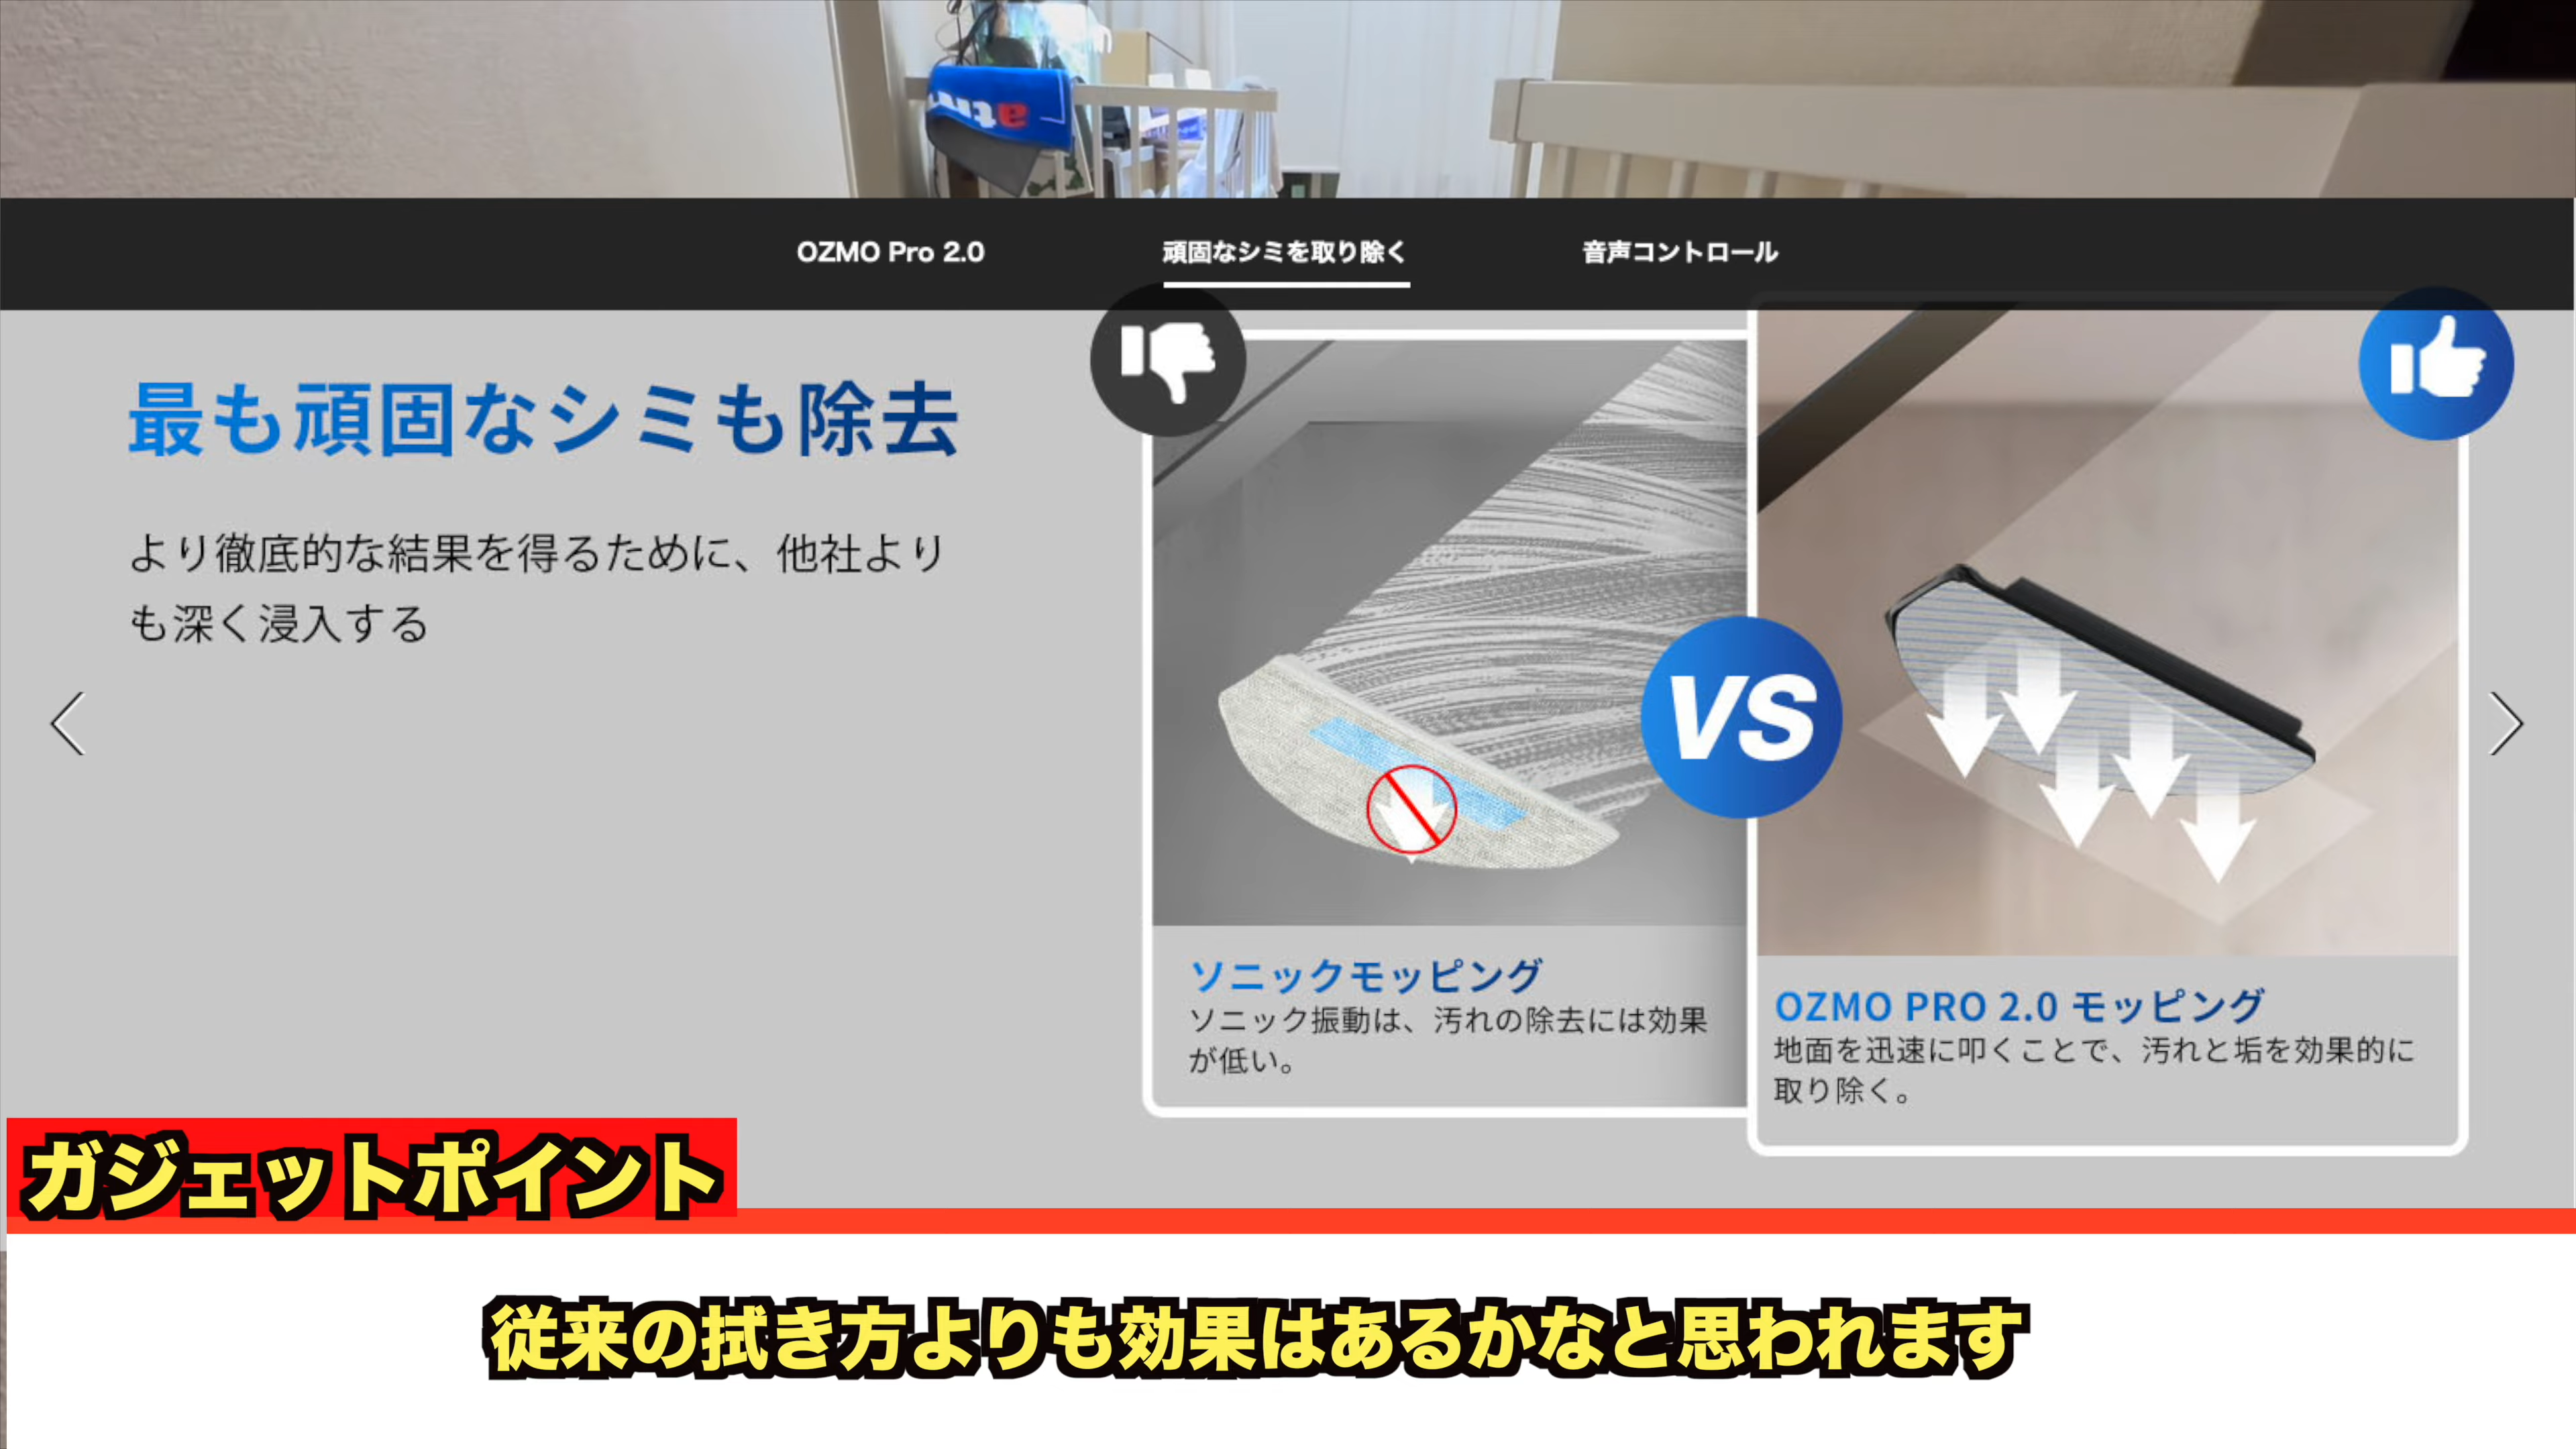 OZMO Pro 2.0
頑固なシミを取り除く
音声コントロール
最も頑固なシミも除去
より徹底的な結果を得るために、他社より
も深く浸入する
VS
ソニックモッピング
ソニック振動は、汚れの除去には効果
が低い。
OZMO PRO 2.0 モッピング
地面を迅速に叩くことで、汚れと垢を効果的に
取り除く。
ガジェットポイント
従来の拭き方よりも効果はあるかなと思われます